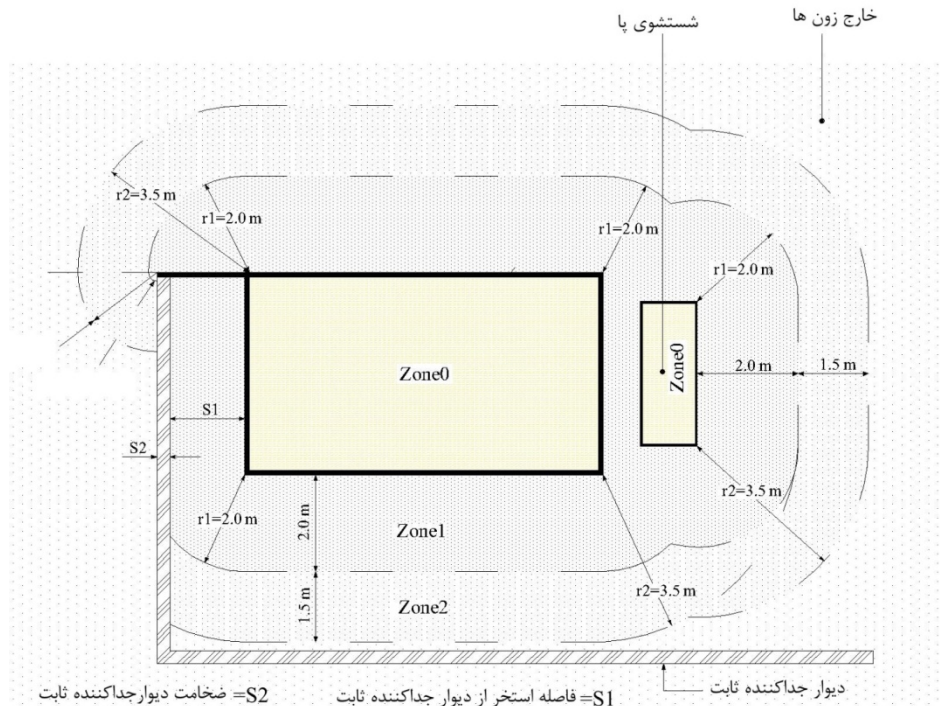 خارج زون ها
شستشوی پا
r2=3.5 m
r1=2.0 m
r1=2.0 m
r1=2.0 m
Zone0
Zone0
2.0 m
1.5 m
S1
S2
r1=2.0 m
2.0 m
Zone1
r2=3.5 m
1.5 m
Zone2
r2=3.5 m
دیوار جداکننده ثابت
S1= فاصله استخر از دیوار جداکننده ثابت
S2= ضخامت دیوارجداکننده ثابت